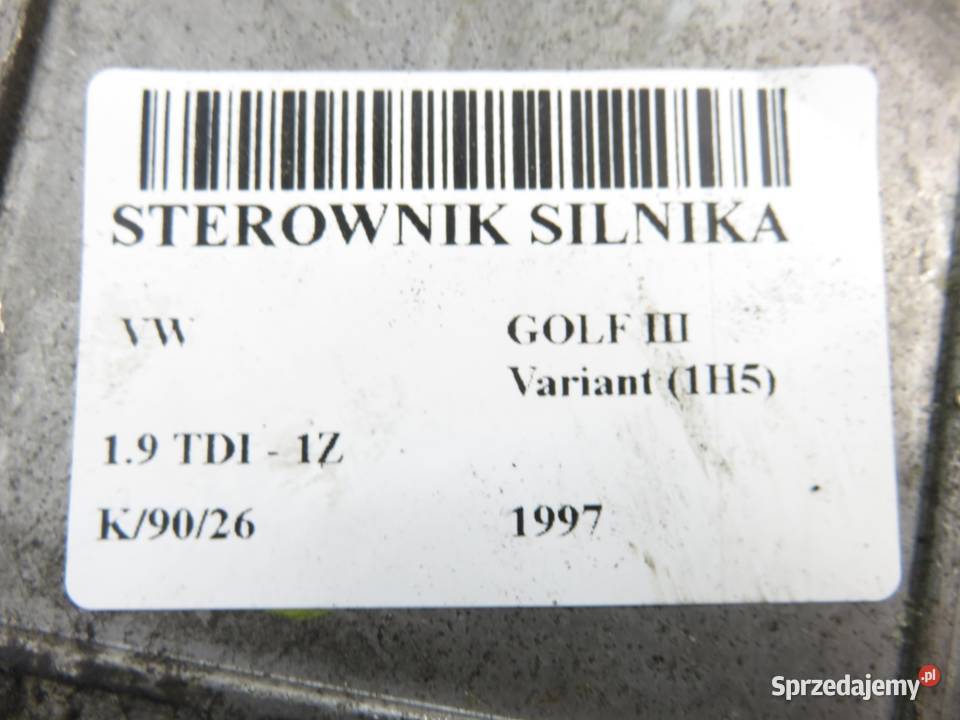 STEROWNIK SILNIKA
VW
GOLF III
Variant (1H5)
1.9 TDI - 1Z
K/90/26
1997
Sprzedajemy.pl